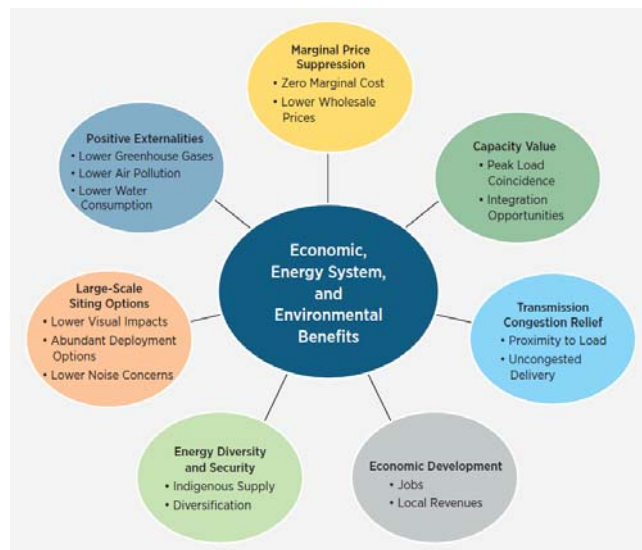 Marginal Price
Suppression
• Zero Marginal Cost
• Lower Wholesale
Prices
Positive Externalities
• Lower Greenhouse Gases
• Lower Air Pollution
• Lower Water
Consumption
Capacity Value
• Peak Load
Coincidence
• Integration
Opportunities
Economic,
Energy System,
and
Environmental
Benefits
Large-Scale
Siting Options
• Lower Visual Impacts
• Abundant Deployment
Options
• Lower Noise Concerns
Transmission
Congestion Relief
• Proximity to Load
• Uncongested
Delivery
Energy Diversity
and Security
• Indigenous Supply
• Diversification
Economic Development
• Jobs
• Local Revenues